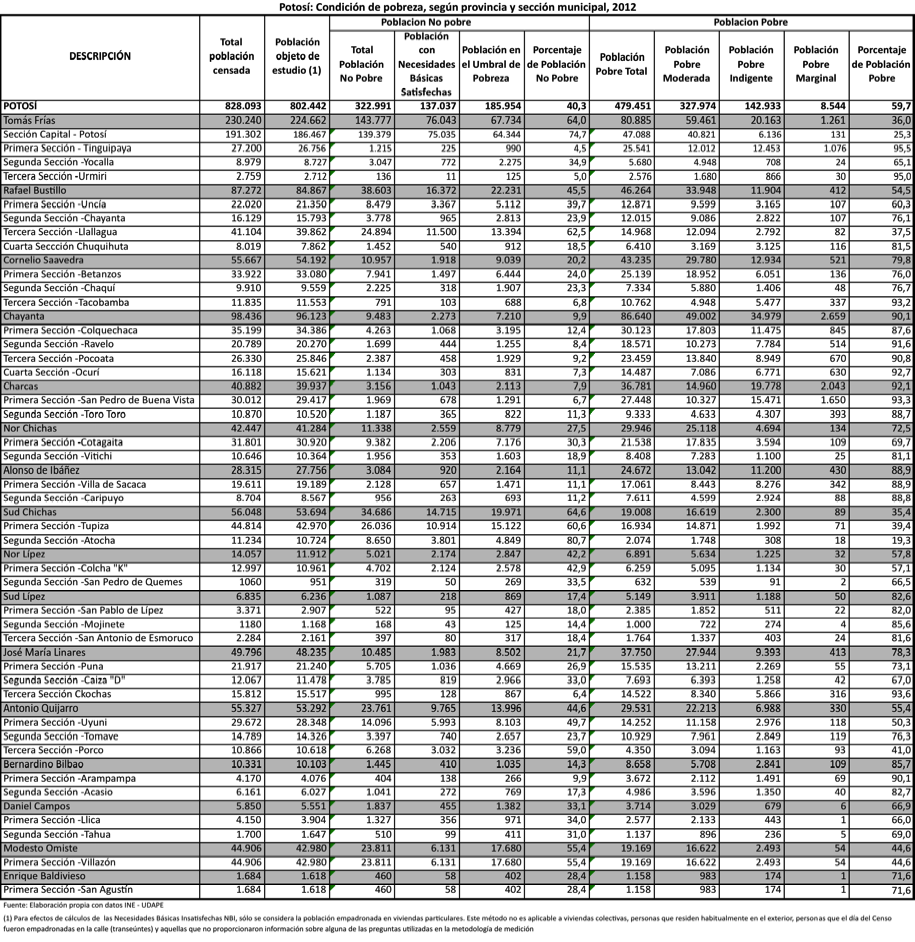 Potosí: Condición de pobreza, según provincia y sección municipal, 2012
Poblacion No pobre Poblacion Pobre
DESCRIPCIÓN Total población censada Población objeto de estudio (1) Total Población No Pobre Población con Necesidades Básicas Satisfechas Población en el Umbral de Pobreza Porcentaje de Población No Pobre Población Pobre Total Población Pobre Moderada Población Pobre Indigente Población Pobre Marginal Porcentaje de Población Pobre
POTOSÍ 828.093 802.442 322.991 137.037 185.954 40,3 479.451 327.974 142.933 8.544 59,7
Tomás Frías 230.240 224.662 143.777 76.043 67.734 64,0 80.885 59.461 20.163 1.261 36,0
Sección Capital - Potosí 191.302 186.467 139.379 75.035 64.344 74,7 47.088 40.821 6.136 131 25,3
Primera Sección - Tinguipaya 27.200 26.756 1.215 225 990 4,5 25.541 12.012 12.453 1.076 95,5
Segunda Sección -Yocalla 8.979 8.727 3.047 772 2.275 34,9 5.680 4.948 708 24 65,1
Tercera Sección -Urmiri 2.759 2.712 136 11 125 5,0 2.576 1.680 866 30 95,0
Rafael Bustillo 87.272 84.867 38.603 16.372 22.231 45,5 46.264 33.948 11.904 412 54,5
Primera Sección -Uncía 22.020 21.350 8.479 3.367 5.112 39,7 12.871 9.599 3.165 107 60,3
Segunda Sección -Chayanta 16.129 15.793 3.778 965 2.813 23,9 12.015 9.086 2.822 107 76,1
Tercera Sección -Llallagua 41.104 39.862 24.894 11.500 13.394 62,5 14.968 12.094 2.792 82 37,5
Cuarta Seccción Chuquihuta 8.019 7.862 1.452 540 912 18,5 6.410 3.169 3.125 116 81,5
Cornelio Saavedra 55.667 54.192 10.957 1.918 9.039 20,2 43.235 29.780 12.934 521 79,8
Primera Sección -Betanzos 33.922 33.080 7.941 1.497 6.444 24,0 25.139 18.952 6.051 136 76,0
Segunda Sección -Chaquí 9.910 9.559 2.225 318 1.907 23,3 7.334 5.880 1.406 48 76,7
Tercera Sección -Tacobamba 11.835 11.553 791 103 688 6,8 10.762 4.948 5.477 337 93,2
Chayanta 98.436 96.123 9.483 2.273 7.210 9,9 86.640 49.002 34.979 2.659 90,1
Primera Sección -Colquechaca 35.199 34.386 4.263 1.068 3.195 12,4 30.123 17.803 11.475 845 87,6
Segunda Sección -Ravelo 20.789 20.270 1.699 444 1.255 8,4 18.571 10.273 7.784 514 91,6
Tercera Sección -Pocoata 26.330 25.846 2.387 458 1.929 9,2 23.459 13.840 8.949 670 90,8
Cuarta Sección -Ocurí 16.118 15.621 1.134 303 831 7,3 14.487 7.086 6.771 630 92,7
Charcas 40.882 39.937 3.156 1.043 2.113 7,9 36.781 14.960 19.778 2.043 92,1
Primera Sección -San Pedro de Buena Vista 30.012 29.417 1.969 678 1.291 6,7 27.448 10.327 15.471 1.650 93,3
Segunda Sección -Toro Toro 10.870 10.520 1.187 365 822 11,3 9.333 4.633 4.307 393 88,7
Nor Chichas 42.447 41.284 11.338 2.559 8.779 27,5 29.946 25.118 4.694 134 72,5
Primera Sección -Cotagaita 31.801 30.920 9.382 2.206 7.176 30,3 21.538 17.835 3.594 109 69,7
Segunda Sección -Vitichi 10.646 10.364 1.956 353 1.603 18,9 8.408 7.283 1.100 25 81,1
Alonso de Ibáñez 28.315 27.756 3.084 920 2.164 11,1 24.672 13.042 11.200 430 88,9
Primera Sección -Villa de Sacaca 19.611 19.189 2.128 657 1.471 11,1 17.061 8.443 8.276 342 88,9
Segunda Sección -Caripuyo 8.704 8.567 956 263 693 11,2 7.611 4.599 2.924 88 88,8
Sud Chichas 56.048 53.694 34.686 14.715 19.971 64,6 19.008 16.619 2.300 89 35,4
Primera Sección -Tupiza 44.814 42.970 26.036 10.914 15.122 60,6 16.934 14.871 1.992 71 39,4
Segunda Sección -Atocha 11.234 10.724 8.650 3.801 4.849 80,7 2.074 1.748 308 18 19,3
Nor Lípez 14.057 11.912 5.021 2.174 2.847 42,2 6.891 5.634 1.225 32 57,8
Primera Sección -Colcha "K" 12.997 10.961 4.702 2.124 2.578 42,9 6.259 5.095 1.134 30 57,1
Segunda Sección -San Pedro de Quemes 1060 951 319 50 269 33,5 632 539 91 2 66,5
Sud Lípez 6.835 6.236 1.087 218 869 17,4 5.149 3.911 1.188 50 82,6
Primera Sección -San Pablo de Lípez 3.371 2.907 522 95 427 18,0 2.385 1.852 511 22 82,0
Segunda Sección -Mojinete 1180 1.168 168 43 125 14,4 1.000 722 274 4 85,6
Tercera Sección -San Antonio de Esmoruco 2.284 2.161 397 80 317 18,4 1.764 1.337 403 24 81,6
José María Linares 49.796 48.235 10.485 1.983 8.502 21,7 37.750 27.944 9.393 413 78,3
Primera Sección -Puna 21.917 21.240 5.705 1.036 4.669 26,9 15.535 13.211 2.269 55 73,1
Segunda Sección -Caiza "D" 12.067 11.478 3.785 819 2.966 33,0 7.693 6.393 1.258 42 67,0
Tercera Sección Ckochas 15.812 15.517 995 128 867 6,4 14.522 8.340 5.866 316 93,6
Antonio Quijarro 55.327 53.292 23.761 9.765 13.996 44,6 29.531 22.213 6.988 330 55,4
Primera Sección -Uyuni 29.672 28.348 14.096 5.993 8.103 49,7 14.252 11.158 2.976 118 50,3
Segunda Sección -Tomave 14.789 14.326 3.397 740 2.657 23,7 10.929 7.961 2.849 119 76,3
Tercera Sección -Porco 10.866 10.618 6.268 3.032 3.236 59,0 4.350 3.094 1.163 93 41,0
Bernardino Bilbao 10.331 10.103 1.445 410 1.035 14,3 8.658 5.708 2.841 109 85,7
Primera Sección -Arampampa 4.170 4.076 404 138 266 9,9 3.672 2.112 1.491 69 90,1
Segunda Sección -Acasio 6.161 6.027 1.041 272 769 17,3 4.986 3.596 1.350 40 82,7
Daniel Campos 5.850 5.551 1.837 455 1.382 33,1 3.714 3.029 679 6 66,9
Primera Sección -Llica 4.150 3.904 1.327 356 971 34,0 2.577 2.133 443 1 66,0
Segunda Sección -Tahua 1.700 1.647 510 99 411 31,0 1.137 896 236 5 69,0
Modesto Omiste 44.906 42.980 23.811 6.131 17.680 55,4 19.169 16.622 2.493 54 44,6
Primera Sección -Villazón 44.906 42.980 23.811 6.131 17.680 55,4 19.169 16.622 2.493 54 44,6
Enrique Baldivieso 1.684 1.618 460 58 402 28,4 1.158 983 174 1 71,6
Primera Sección -San Agustín 1.684 1.618 460 58 402 28,4 1.158 983 174 1 71,6
Fuente: Elaboración propia con datos INE - UDAPE
(1) Para efectos de cálculos de las Necesidades Básicas Insatisfechas NBI, sólo se considera la población empadronada en viviendas particulares. Este método no es aplicable a viviendas colectivas, personas que residen habitualmente en el exterior, personas que el día del Censo
fueron empadronadas en la calle (transeúntes) y aquellas que no proporcionaron información sobre alguna de las preguntas utilizadas en la metodología de medición